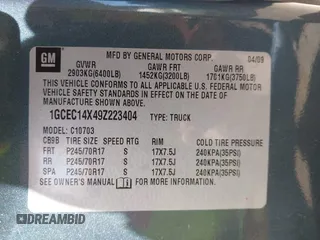 GM
MFD BY GENERAL MOTORS CORP. 04/09
GVWR GAWR FRT GAWR RR
2903KG(6400LB) 1452KG(3200LB) 1701KG(3750LB)
THIS VEHICLE CONFORMS TO ALL APPLICABLE U.S. FEDERAL MOTOR
VEHICLE SAFETY STANDARDS IN EFFECT ON THE DATE OF
MANUFACTURE SHOWN ABOVE.
1GCEC14X49Z223404 TYPE: TRUCK
MODEL: C10703
CB9B TIRE SIZE SPEED RTG RIM COLD TIRE PRESSURE
FRT P245/70R17 S 17X7.5J 240KPA(35PSI)
RR P245/70R17 S 17X7.5J 240KPA(35PSI)
SPA P245/70R17 S 17X7.5J 240KPA(35PSI)
SEE OWNER'S MANUAL FOR MORE INFORMATION
DREAMBID